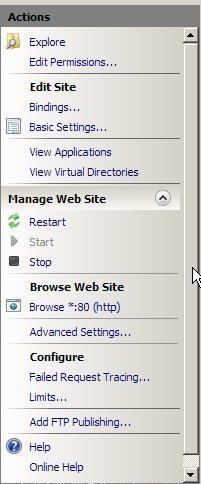 Actions
Explore
Edit Permissions...
Edit Site
Bindings...
Basic Settings...
View Applications
View Virtual Directories
Manage Web Site
Restart
Start
Stop
Browse Web Site
Browse *:80 (http)
Advanced Settings...
Configure
Failed Request Tracing...
Limits...
Add FTP Publishing...
Help
Online Help